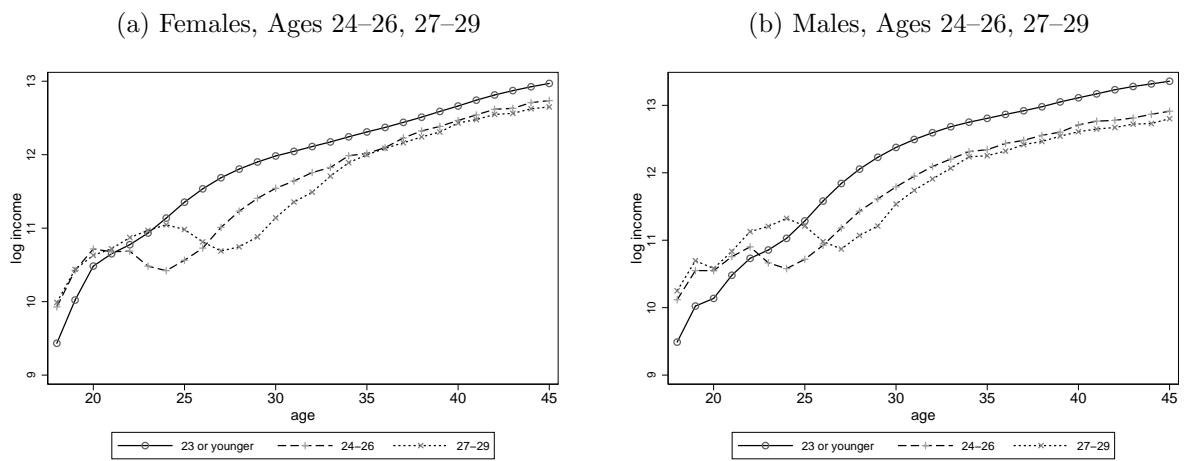 (a) Females, Ages 24–26, 27–29
log income
13
12
11
10
9
20 25 30 35 40 45
age
23 or younger 24−26 27−29
(b) Males, Ages 24–26, 27–29
log income
13
12
11
10
9
20 25 30 35 40 45
age
23 or younger 24−26 27−29